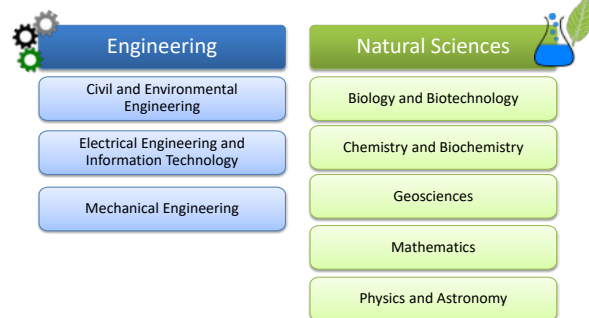 Engineering
Civil and Environmental
Engineering
Electrical Engineering and
Information Technology
Mechanical Engineering
Natural Sciences
Biology and Biotechnology
Chemistry and Biochemistry
Geosciences
Mathematics
Physics and Astronomy